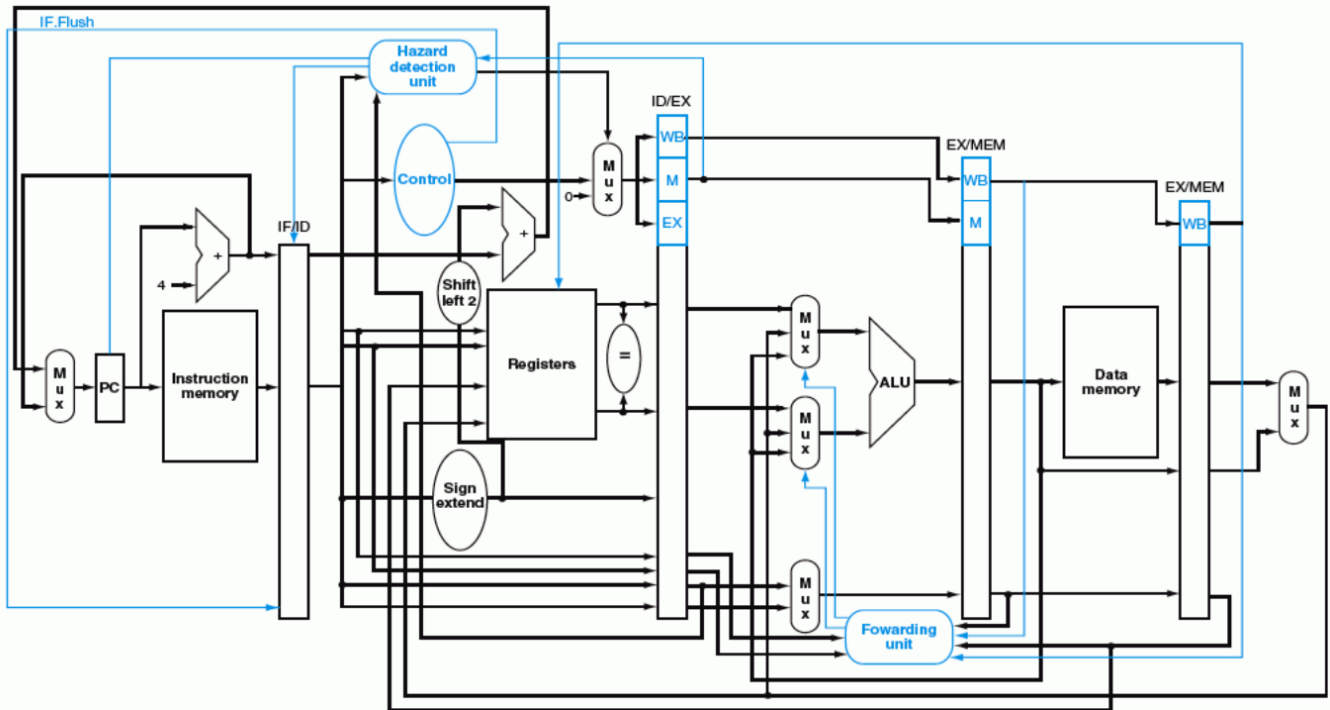 IF.Flush
Hazard
detection
unit
ID/EX
WB
EX/MEM
M
u
x
Control
M
WB
EX/MEM
0
IF/ID
EX
M
WB
+
+
4
Shift
left 2
M
u
x
M
u
x
PC
Instruction
memory
Registers
=
ALU
Data
memory
M
u
x
M
u
x
Sign
extend
M
u
x
Fowarding
unit